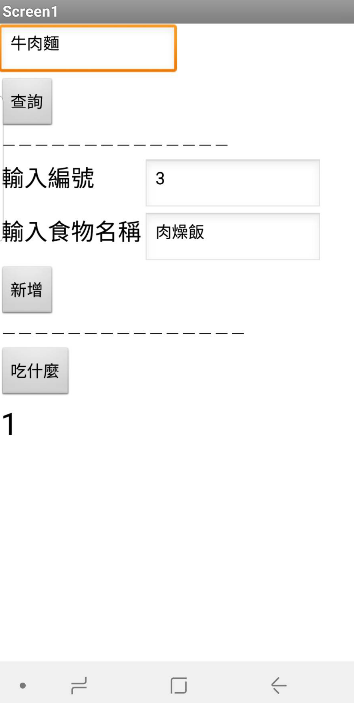 Screen1
牛肉麵
查詢
_ _ _ _ _ _ _ _ _ _ _ _ _ _
輸入編號 3
輸入食物名稱 肉燥飯
新增
_ _ _ _ _ _ _ _ _ _ _ _ _ _ _
吃什麼
1